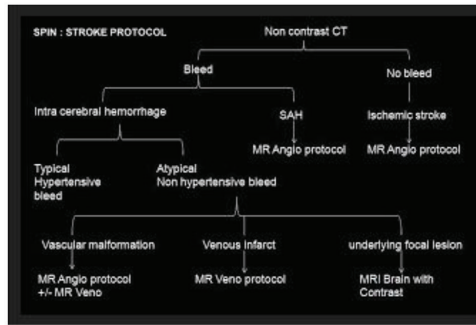 SPIN : STROKE PROTOCOL
Non contrast CT
Bleed
No bleed
Intra cerebral hemorrhage
SAH
Ischemic stroke
MR Angio protocol
MR Angio protocol
Typical
Hypertensive
bleed
Atypical
Non hypertensive bleed
Vascular malformation
Venous Infarct
underlying focal lesion
MR Angio protocol
+/- MR Veno
MR Veno protocol
MRI Brain with
Contrast